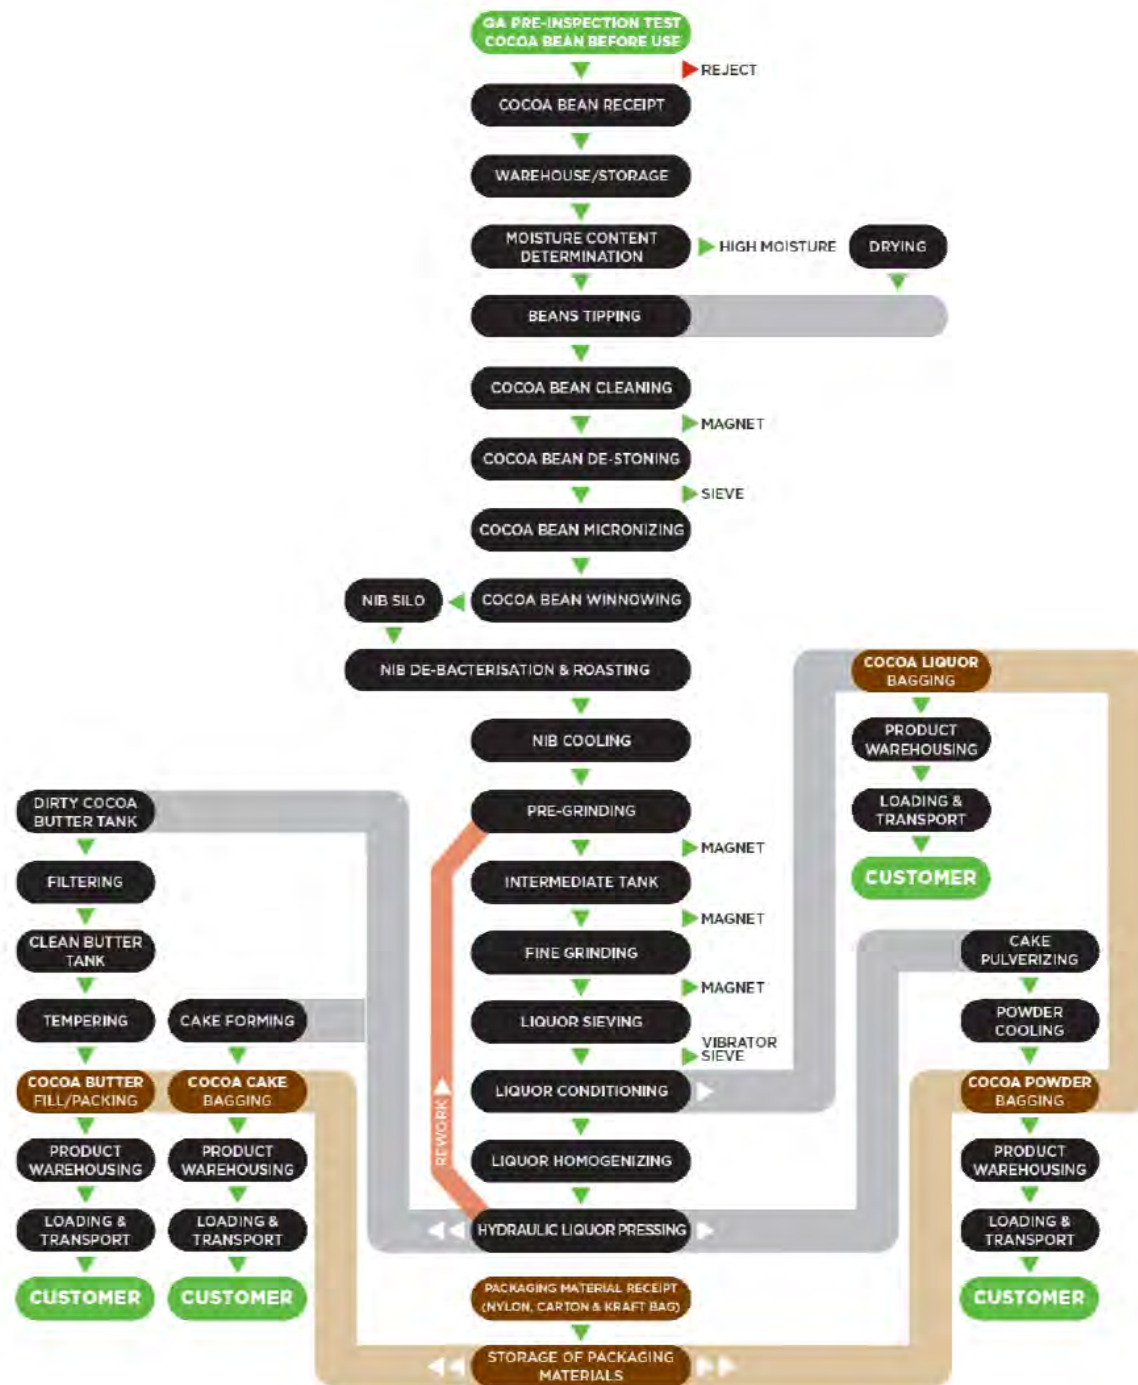 QA PRE-INSPECTION TEST
COCOA BEAN BEFORE USE
REJECT
COCOA BEAN RECEIPT
WAREHOUSE/STORAGE
MOISTURE CONTENT
DETERMINATION
HIGH MOISTURE
DRYING
BEANS TIPPING
COCOA BEAN CLEANING
MAGNET
COCOA BEAN DE-STONING
SIEVE
COCOA BEAN MICRONIZING
NIB SILO
COCOA BEAN WINNOWING
NIB DE-BACTERISATION & ROASTING
COCOA LIQUOR
BAGGING
NIB COOLING
PRODUCT
WAREHOUSING
DIRTY COCOA
BUTTER TANK
PRE-GRINDING
LOADING &
TRANSPORT
MAGNET
FILTERING
INTERMEDIATE TANK
CUSTOMER
MAGNET
CLEAN BUTTER
TANK
FINE GRINDING
CAKE
PULVERIZING
MAGNET
TEMPERING
CAKE FORMING
LIQUOR SIEVING
POWDER
COOLING
VIBRATOR
SIEVE
COCOA BUTTER
FILL/PACKING
COCOA CAKE
BAGGING
LIQUOR CONDITIONING
COCOA POWDER
BAGGING
REWORK
PRODUCT
WAREHOUSING
PRODUCT
WAREHOUSING
LIQUOR HOMOGENIZING
PRODUCT
WAREHOUSING
LOADING &
TRANSPORT
LOADING &
TRANSPORT
HYDRAULIC LIQUOR PRESSING
LOADING &
TRANSPORT
CUSTOMER
CUSTOMER
PACKAGING MATERIAL RECEIPT
(NYLON, CARTON & KRAFT BAG)
CUSTOMER
STORAGE OF PACKAGING
MATERIALS